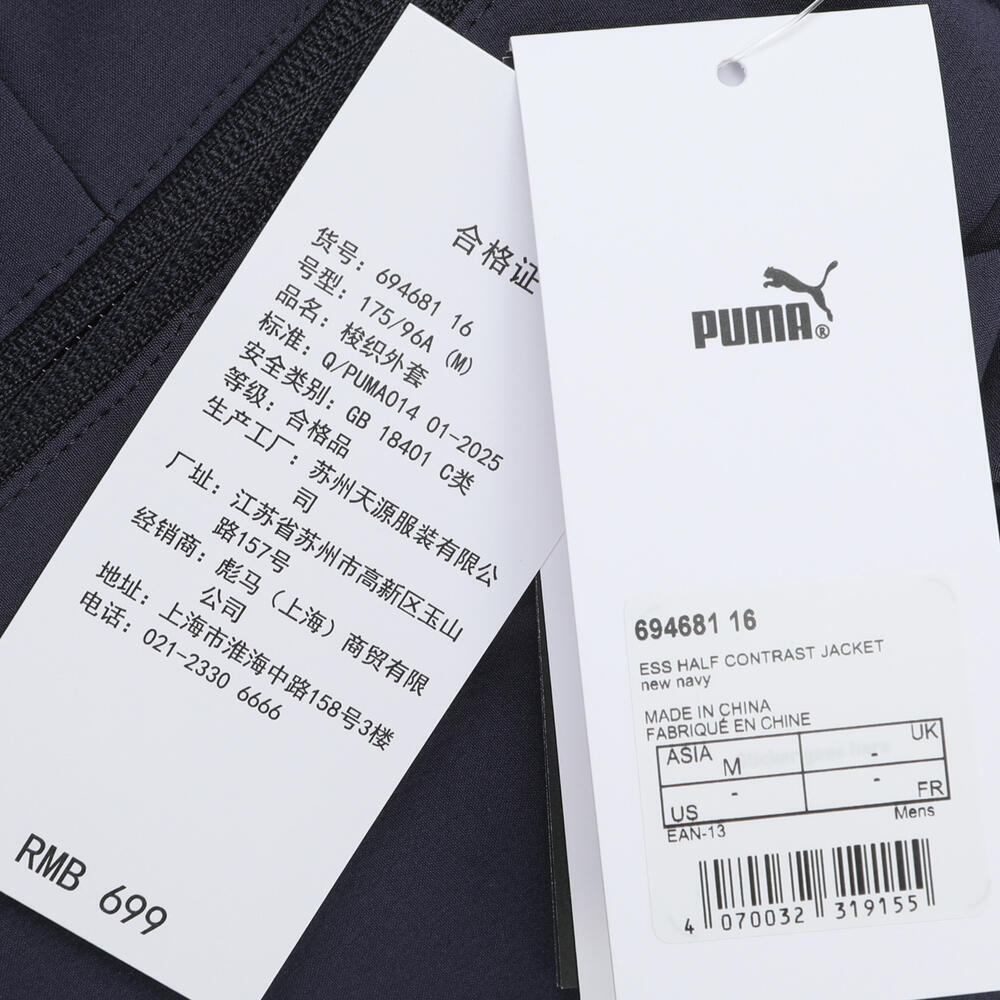 合格证
货号: 694681 16
号型: 175/96A (M)
品名: 梭织外套
标准: Q/PUMA014 01-2025
安全类别: GB 18401 C类
等级: 合格品
生产工厂: 苏州天源服装有限公
司
厂址: 江苏省苏州市高新区玉山
路157号
经销商: 彪马（上海）商贸有限
公司
地址: 上海市淮海中路158号3楼
电话: 021-2330 6666
RMB 699
PUMA®
694681 16
ESS HALF CONTRAST JACKET
new navy
MADE IN CHINA
FABRIQUÉ EN CHINE
ASIA M - UK
US - - FR
EAN-13 Mens
4 070032 319155